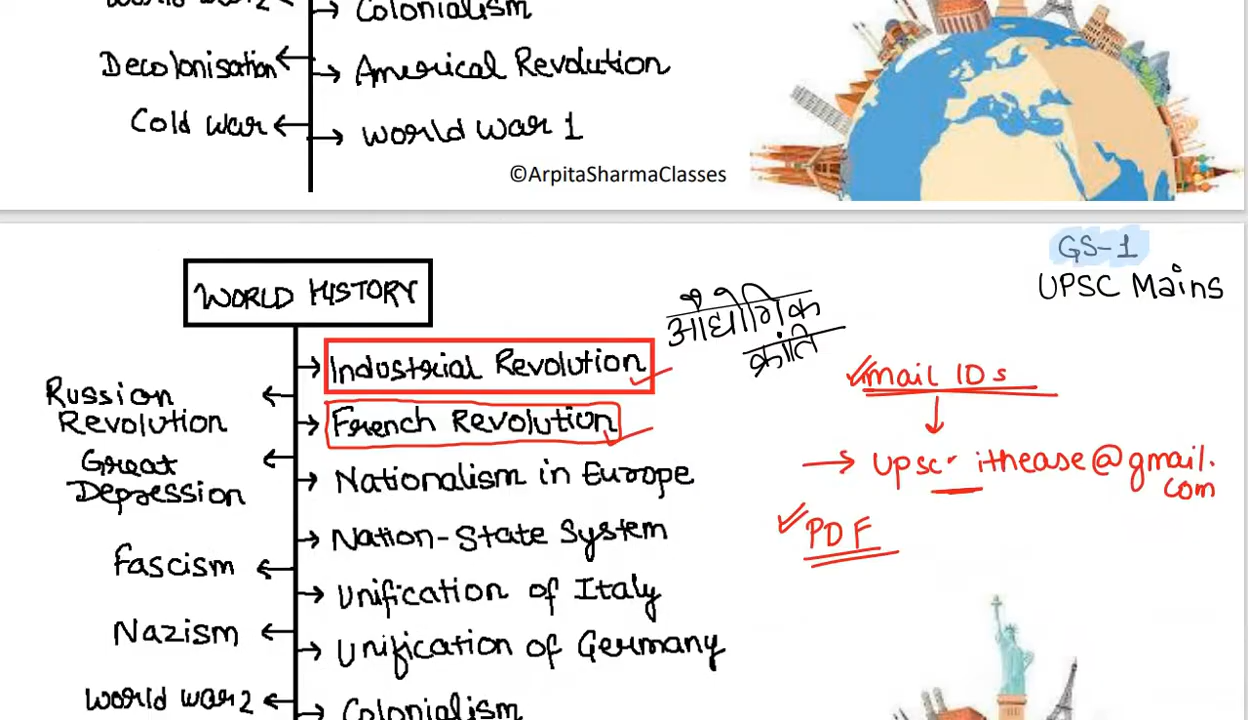 Colonialism
Decolonisation
Americal Revolution
Cold War
World War 1
©ArpitaSharmaClasses
GS-1
UPSC Mains
WORLD HISTORY
औद्योगिक
क्रांति
Industrial Revolution
Russian
Revolution
French Revolution
Great
Depression
Nationalism in Europe
Nation-State System
Fascism
Unification of Italy
Nazism
Unification of Germany
World War 2
Colonialism
mail IDs
ithease@gmail.
com
PDF